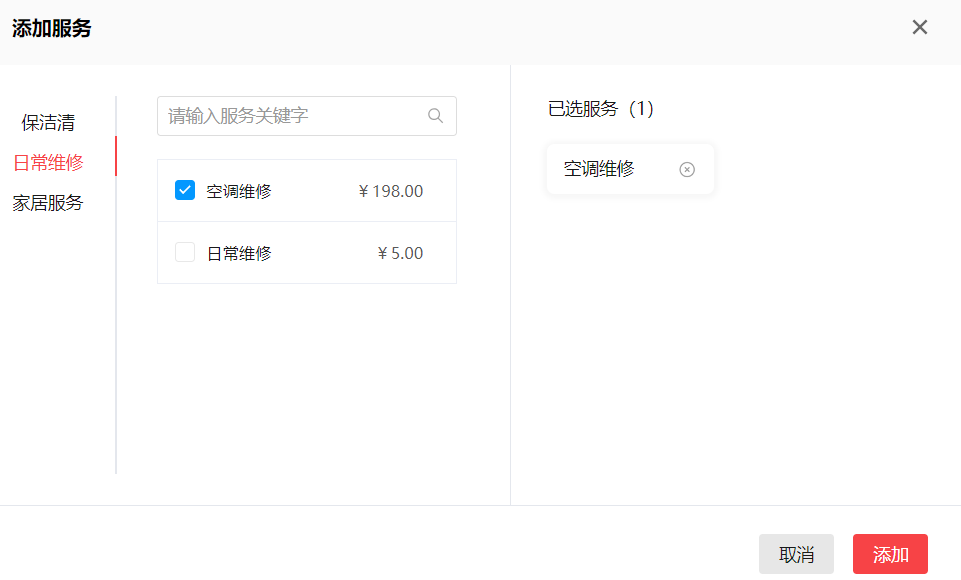 添加服务
保洁清
日常维修
家居服务
请输入服务关键字
空调维修 ¥ 198.00
日常维修 ¥ 5.00
已选服务（1）
空调维修
取消 添加